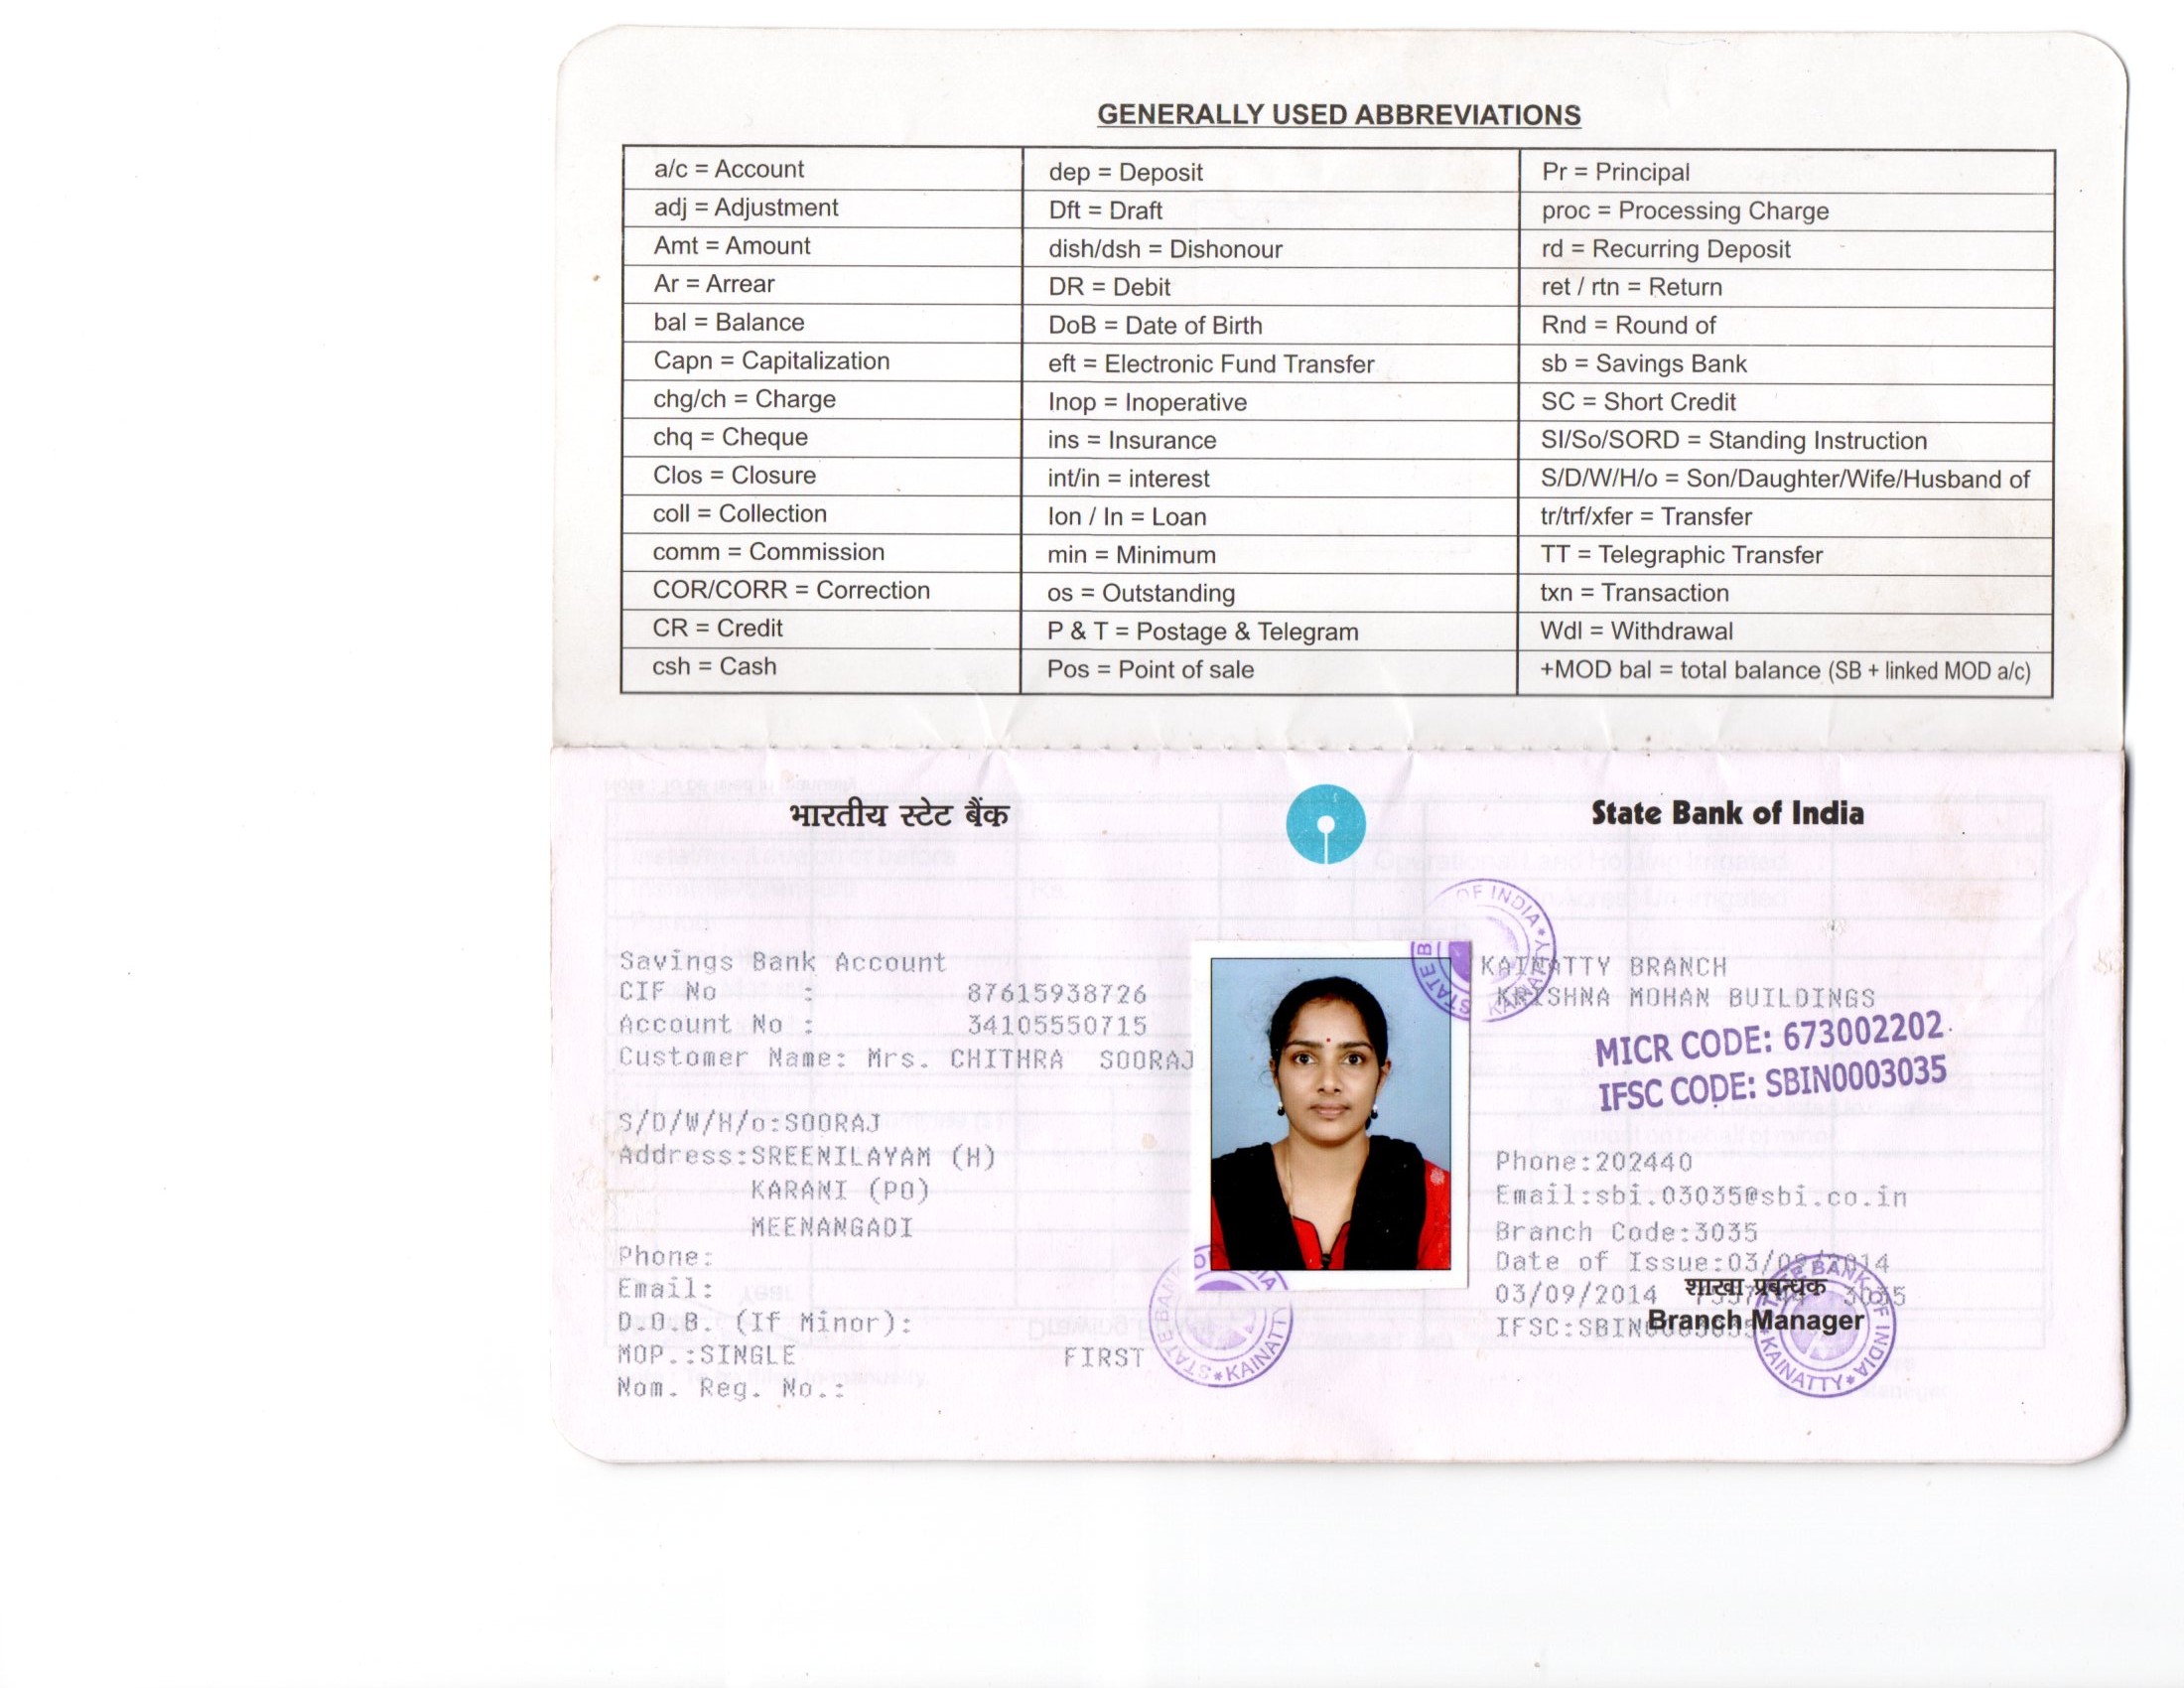 GENERALLY USED ABBREVIATIONS
a/c = Account
dep = Deposit
Pr = Principal
adj = Adjustment
Dft = Draft
proc = Processing Charge
Amt = Amount
dish/dsh = Dishonour
rd = Recurring Deposit
Ar = Arrear
DR = Debit
ret / rtn = Return
bal = Balance
DoB = Date of Birth
Rnd = Round of
Capn = Capitalization
eft = Electronic Fund Transfer
sb = Savings Bank
chg/ch = Charge
Inop = Inoperative
SC = Short Credit
chq = Cheque
ins = Insurance
SI/So/SORD = Standing Instruction
Clos = Closure
int/in = interest
S/D/W/H/o = Son/Daughter/Wife/Husband of
coll = Collection
lon / ln = Loan
tr/trf/xfer = Transfer
comm = Commission
min = Minimum
TT = Telegraphic Transfer
COR/CORR = Correction
os = Outstanding
txn = Transaction
CR = Credit
P & T = Postage & Telegram
Wdl = Withdrawal
csh = Cash
Pos = Point of sale
+MOD bal = total balance (SB + linked MOD a/c)
भारतीय स्टेट बैंक
State Bank of India
Savings Bank Account
CIF No : 87615938726
Account No : 34105550715
Customer Name: Mrs. CHITHRA SOORAJ
S/D/W/H/o:SOORAJ
Address:SREENILAYAM (H)
KARANI (PO)
MEENANGADI
Phone:
Email:
D.O.B. (If Minor):
MOP.:SINGLE FIRST
Nom. Reg. No.:
STATE B OF INDIA * KAINATTY
KAINATTY BRANCH
KRISHNA MOHAN BUILDINGS
MICR CODE: 673002202
IFSC CODE: SBIN0003035
Phone:202440
Email:sbi.03035@sbi.co.in
Branch Code:3035
Date of Issue:03/09/2014
03/09/2014 3035
IFSC:SBIN0003035
शाखा प्रबन्धक
Branch Manager
STATE BANK OF INDIA * KAINATTY *
STATE BANK OF INDIA * KAINATTY *